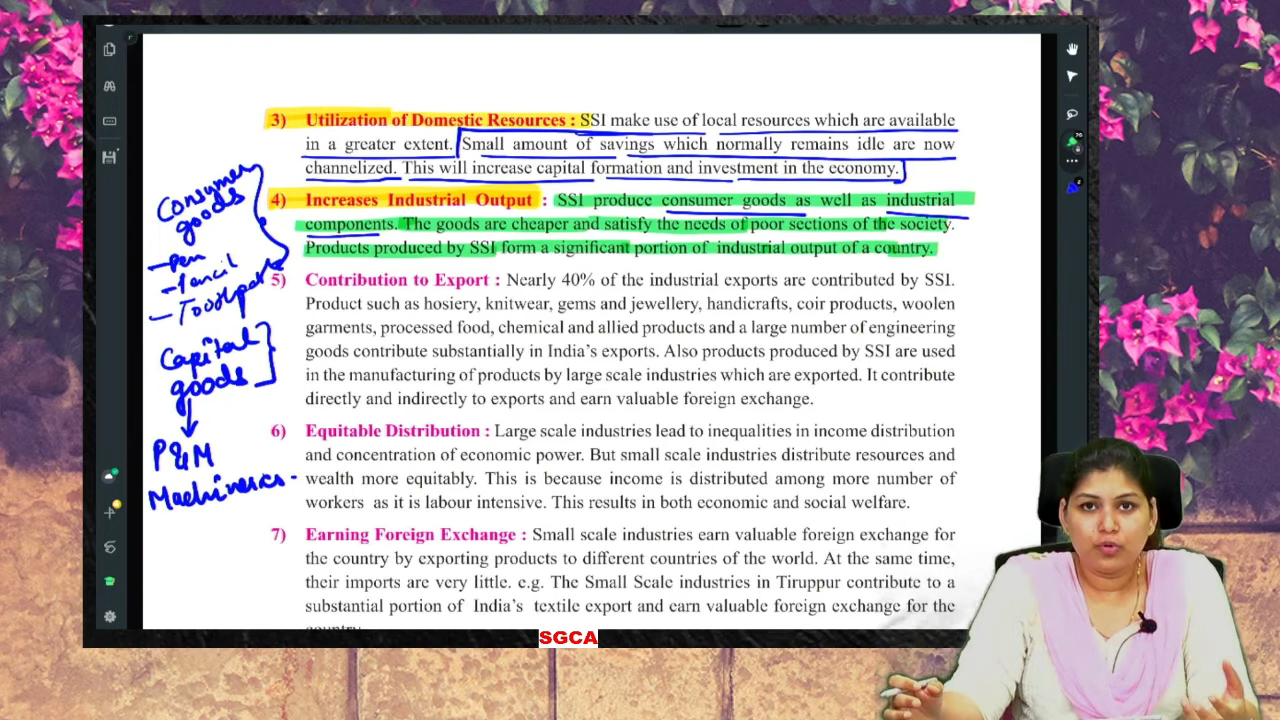 3) Utilization of Domestic Resources : SSI make use of local resources which are available
in a greater extent. Small amount of savings which normally remains idle are now
channelized. This will increase capital formation and investment in the economy.
4) Increases Industrial Output : SSI produce consumer goods as well as industrial
components. The goods are cheaper and satisfy the needs of poor sections of the society.
Products produced by SSI form a significant portion of industrial output of a country.
5) Contribution to Export : Nearly 40% of the industrial exports are contributed by SSI.
Product such as hosiery, knitwear, gems and jewellery, handicrafts, coir products, woolen
garments, processed food, chemical and allied products and a large number of engineering
goods contribute substantially in India's exports. Also products produced by SSI are used
in the manufacturing of products by large scale industries which are exported. It contribute
directly and indirectly to exports and earn valuable foreign exchange.
6) Equitable Distribution : Large scale industries lead to inequalities in income distribution
and concentration of economic power. But small scale industries distribute resources and
wealth more equitably. This is because income is distributed among more number of
workers as it is labour intensive. This results in both economic and social welfare.
7) Earning Foreign Exchange : Small scale industries earn valuable foreign exchange for
the country by exporting products to different countries of the world. At the same time,
their imports are very little. e.g. The Small Scale industries in Tiruppur contribute to a
substantial portion of India's textile export and earn valuable foreign exchange for the
country.
Consumer
goods
- Pen
- Pencil
Capital
goods
P&M
Machineries
SGCA